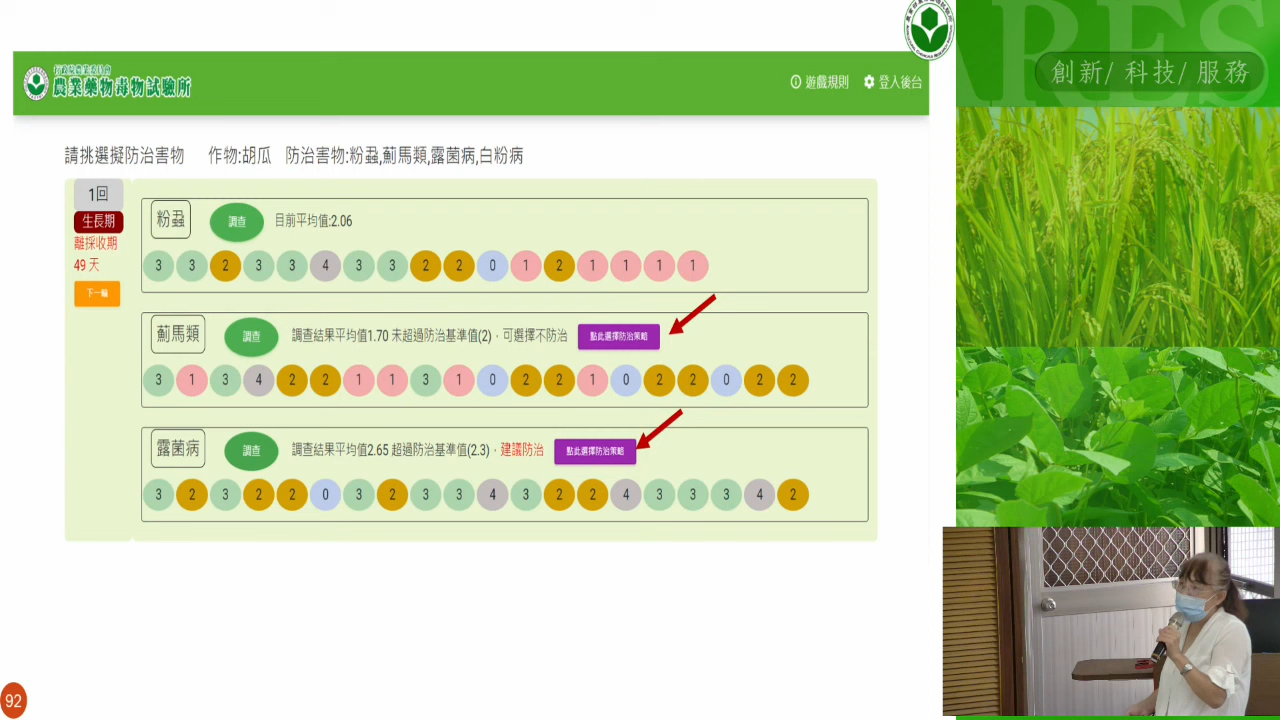 行政院農業委員會
農業藥物毒物試驗所
遊戲規則 登入後台
創新/ 科技/ 服務
請挑選擬防治害物 作物:胡瓜 防治害物:粉蝨,薊馬類,露菌病,白粉病
1回
生長期
離採收期
49 天
下一輪
粉蝨 調查 目前平均值:2.06
3 3 2 3 3 4 3 3 2 2 0 1 2 1 1 1 1
薊馬類 調查 調查結果平均值1.70 未超過防治基準值(2)，可選擇不防治 點此選擇防治策略
3 1 3 4 2 2 1 1 3 1 0 2 2 1 0 2 2 0 2 2
露菌病 調查 調查結果平均值2.65 超過防治基準值(2.3)，建議防治 點此選擇防治策略
3 2 3 2 2 0 3 2 3 3 4 3 2 2 4 3 3 3 4 2
92